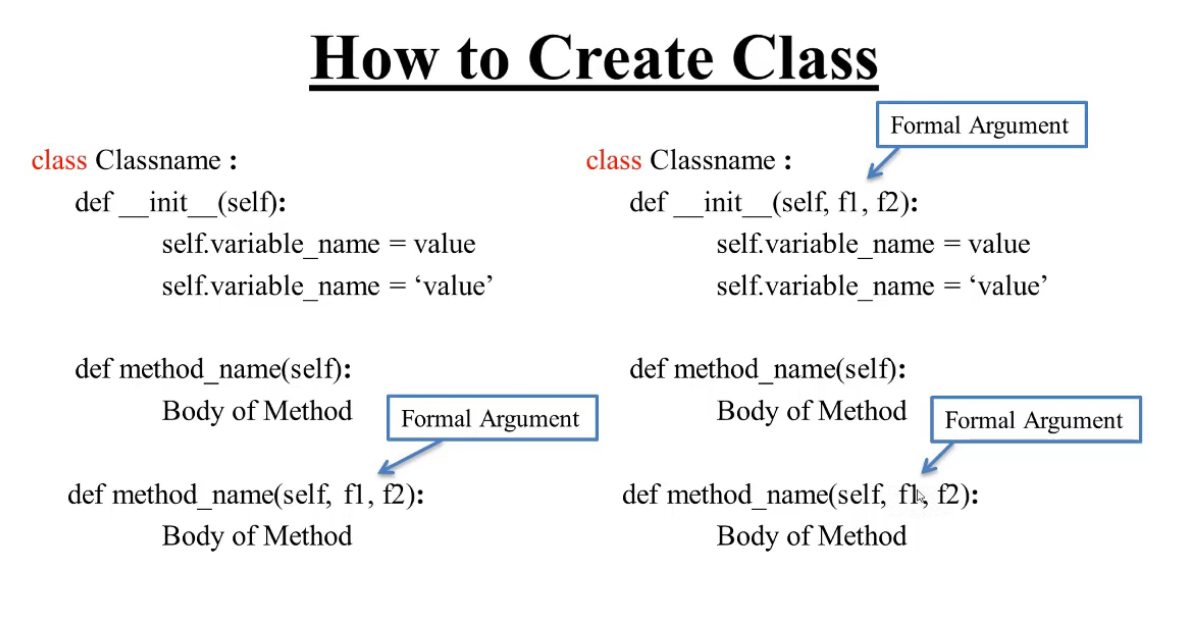 How to Create Class
class Classname :
def __init__(self):
self.variable_name = value
self.variable_name = ‘value’
def method_name(self):
Body of Method
Formal Argument
def method_name(self, f1, f2):
Body of Method
Formal Argument
class Classname :
def __init__(self, f1, f2):
self.variable_name = value
self.variable_name = ‘value’
def method_name(self):
Body of Method
Formal Argument
def method_name(self, f1, f2):
Body of Method